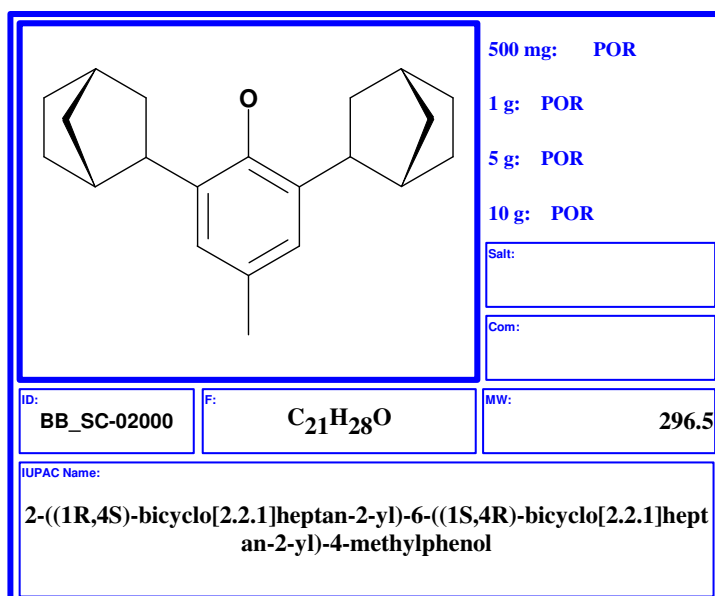 O
500 mg: POR
1 g: POR
5 g: POR
10 g: POR
Salt:
Com:
ID:
BB_SC-02000
F:
C21H28O
MW:
296.5
IUPAC Name:
2-((1R,4S)-bicyclo[2.2.1]heptan-2-yl)-6-((1S,4R)-bicyclo[2.2.1]hept
an-2-yl)-4-methylphenol